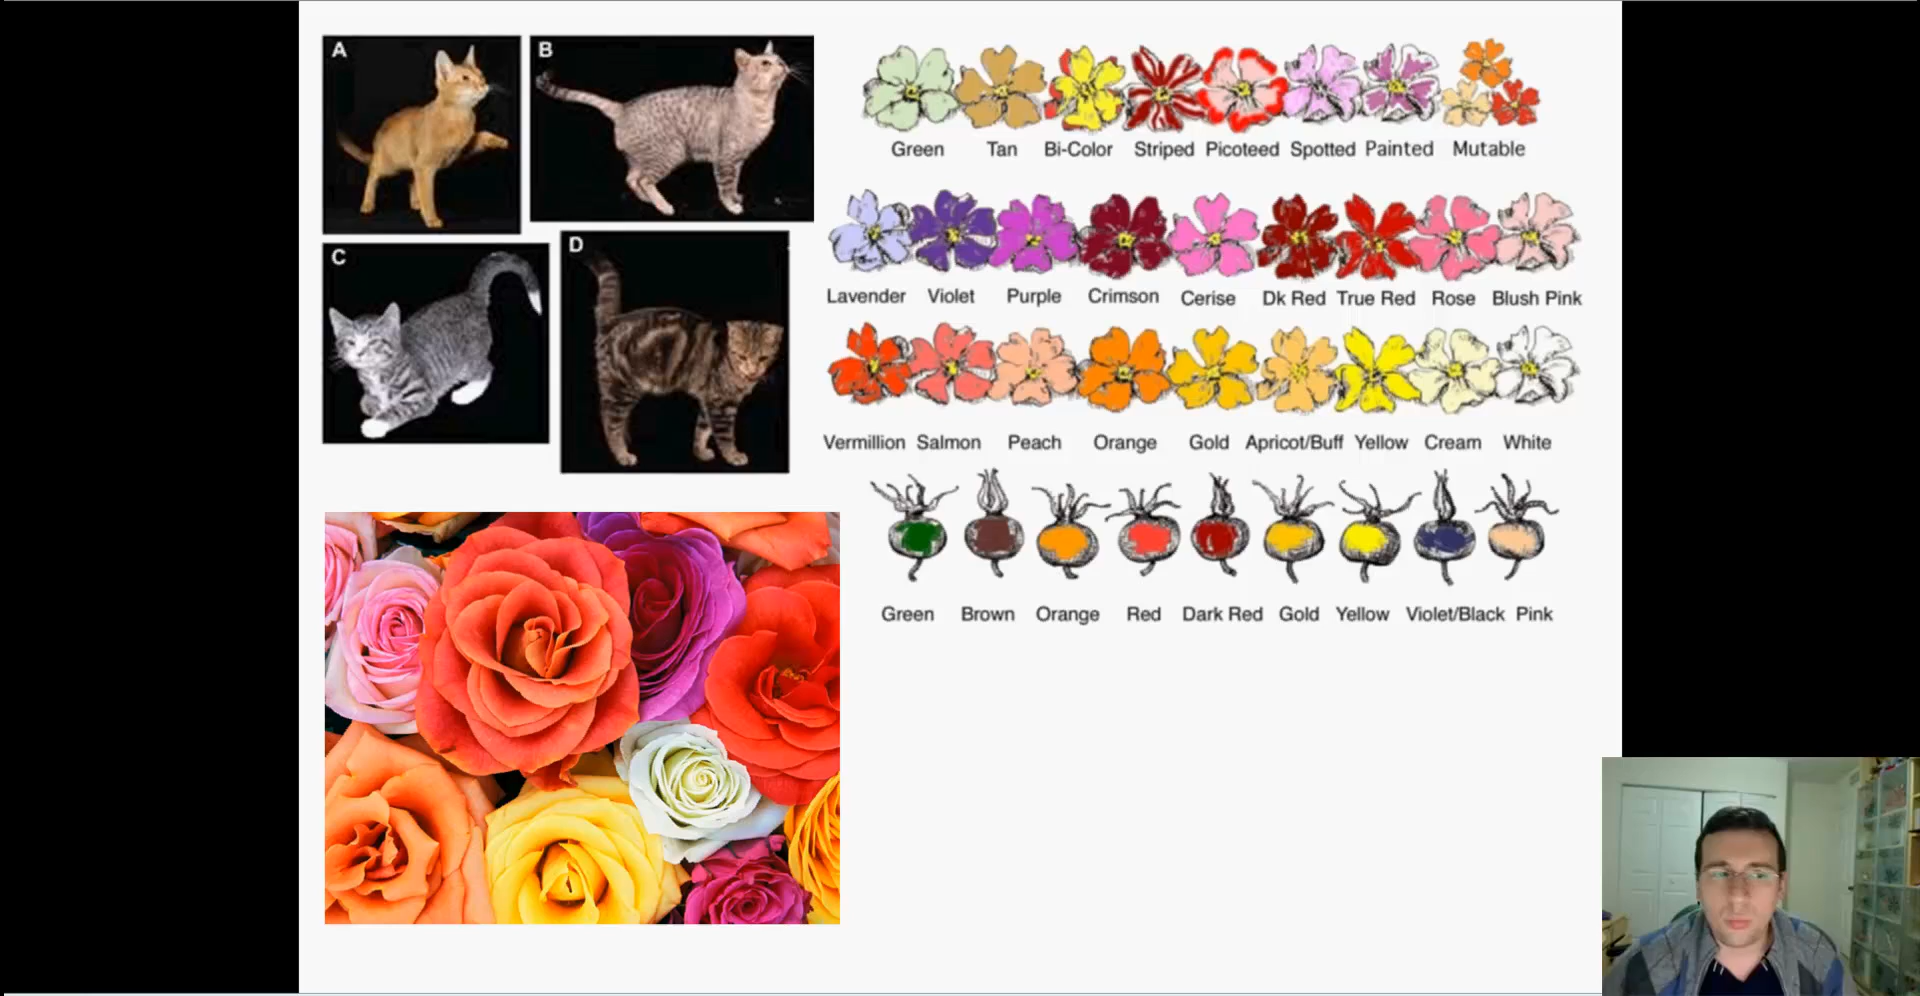 A
B
C
D
Green Tan Bi-Color Striped Picoteed Spotted Painted Mutable
Lavender Violet Purple Crimson Cerise Dk Red True Red Rose Blush Pink
Vermillion Salmon Peach Orange Gold Apricot/Buff Yellow Cream White
Green Brown Orange Red Dark Red Gold Yellow Violet/Black Pink